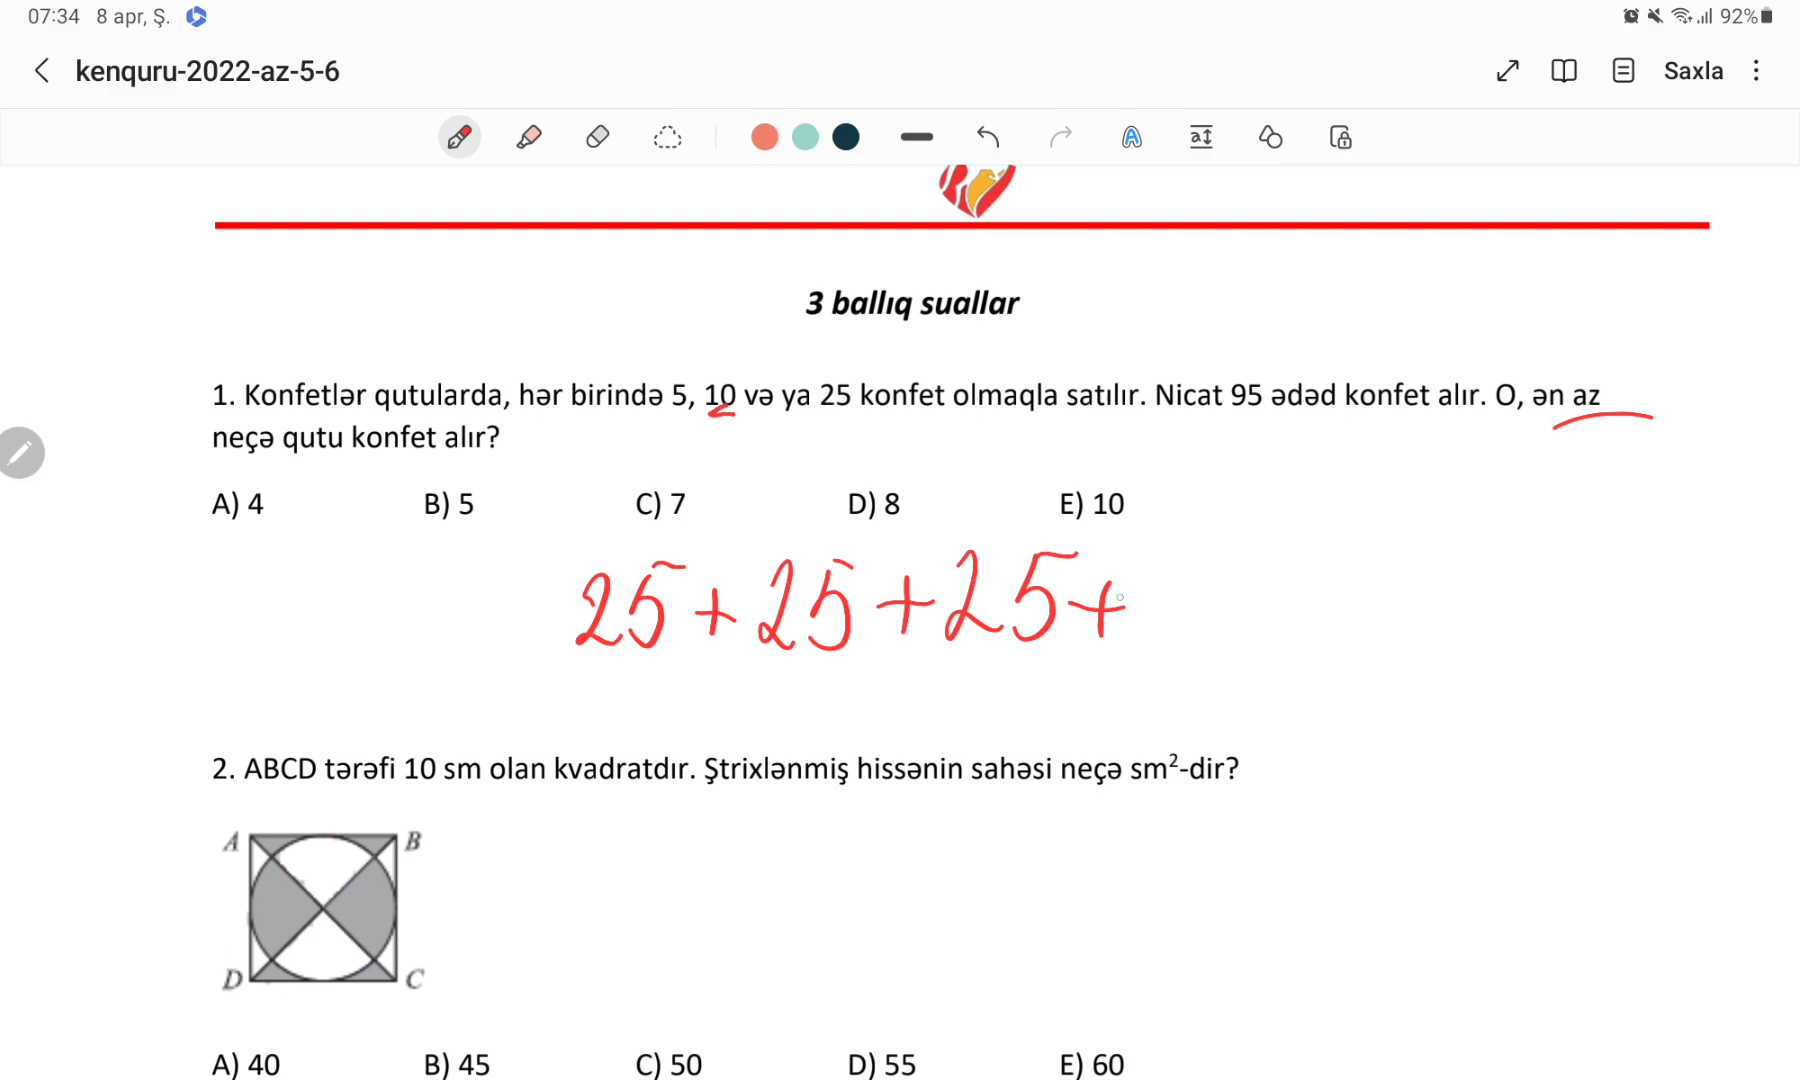 07:34 8 apr, Ş. 92%
kenquru-2022-az-5-6 Saxla
3 ballıq suallar
1. Konfetlər qutularda, hər birində 5, 10 və ya 25 konfet olmaqla satılır. Nicat 95 ədəd konfet alır. O, ən az
neçə qutu konfet alır?
A) 4 B) 5 C) 7 D) 8 E) 10
25+25+25+
2. ABCD tərəfi 10 sm olan kvadratdır. Ştrixlənmiş hissənin sahəsi neçə sm²-dir?
A B
D C
A) 40 B) 45 C) 50 D) 55 E) 60